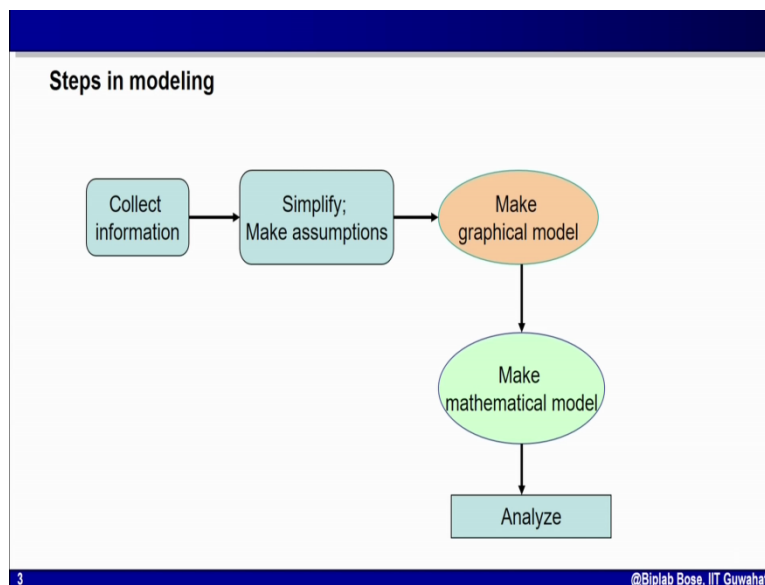 Steps in modeling
Collect
information
Simplify;
Make assumptions
Make
graphical model
Make
mathematical model
Analyze
3
@Biplab Bose, IIT Guwaha